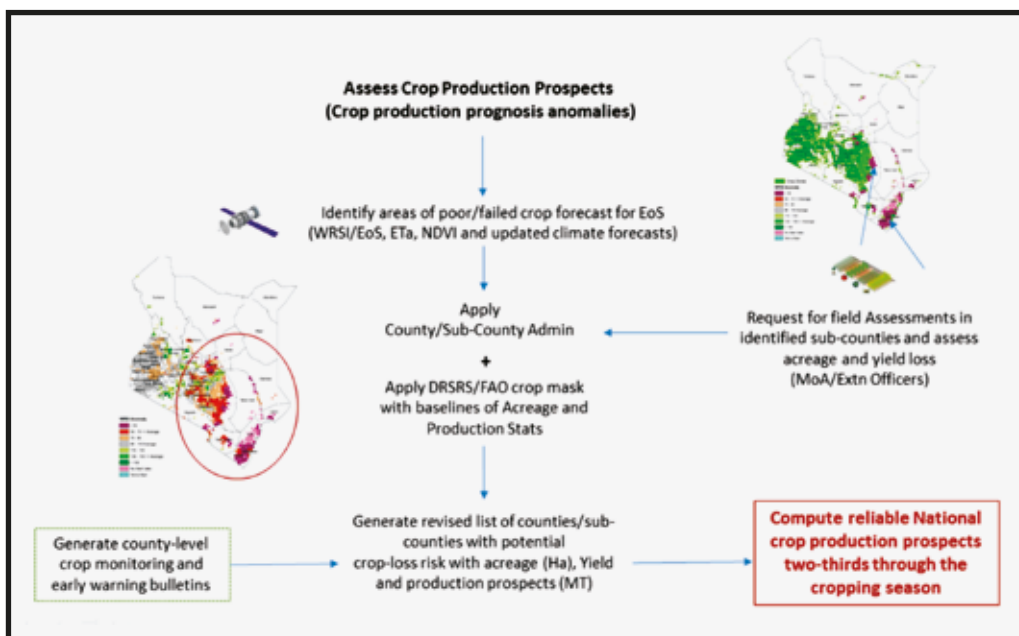 Assess Crop Production Prospects
(Crop production prognosis anomalies)
Identify areas of poor/failed crop forecast for EoS
(WRSI/EoS, ETa, NDVI and updated climate forecasts)
Apply
County/Sub-County Admin
+
Apply DRSRS/FAO crop mask
with baselines of Acreage and
Production Stats
Request for field Assessments in
identified sub-counties and assess
acreage and yield loss
(MoA/Extn Officers)
Generate county-level
crop monitoring and
early warning bulletins
Generate revised list of counties/sub-
counties with potential
crop-loss risk with acreage (Ha), Yield
and production prospects (MT)
Compute reliable National
crop production prospects
two-thirds through the
cropping season